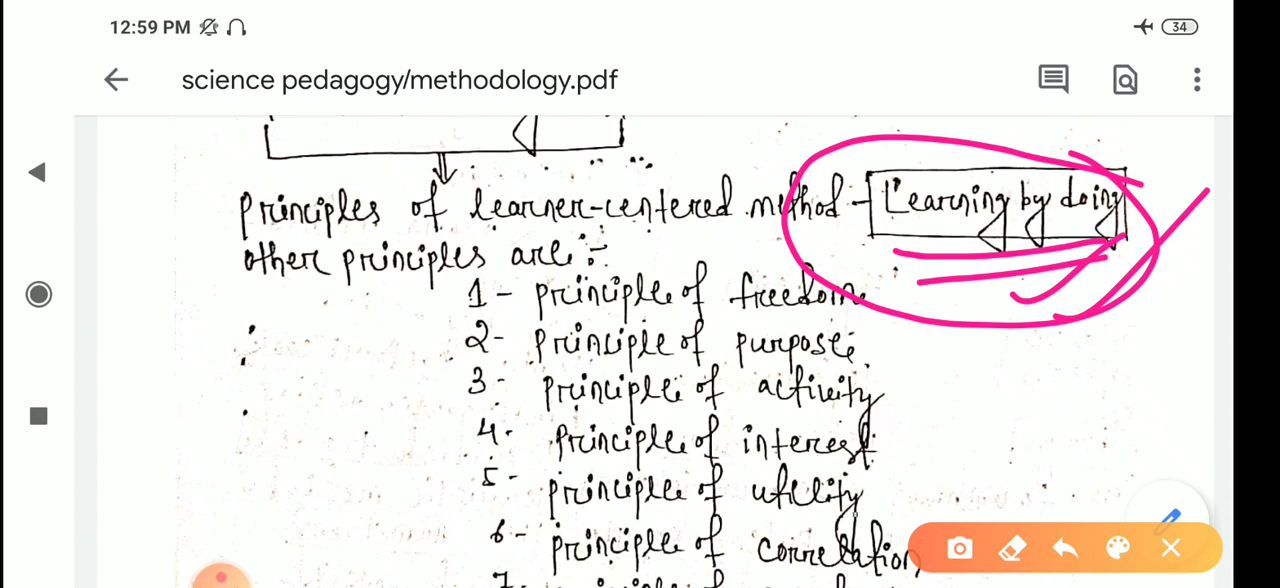 12:59 PM
34
science pedagogy/methodology.pdf
Principles of learner-centered method - Learning by doing
other principles are :-
1- principle of freedom.
2- principle of purpose
3- principle of activity
4- principle of interest
5- principle of utility
6- principle of correlation
7-